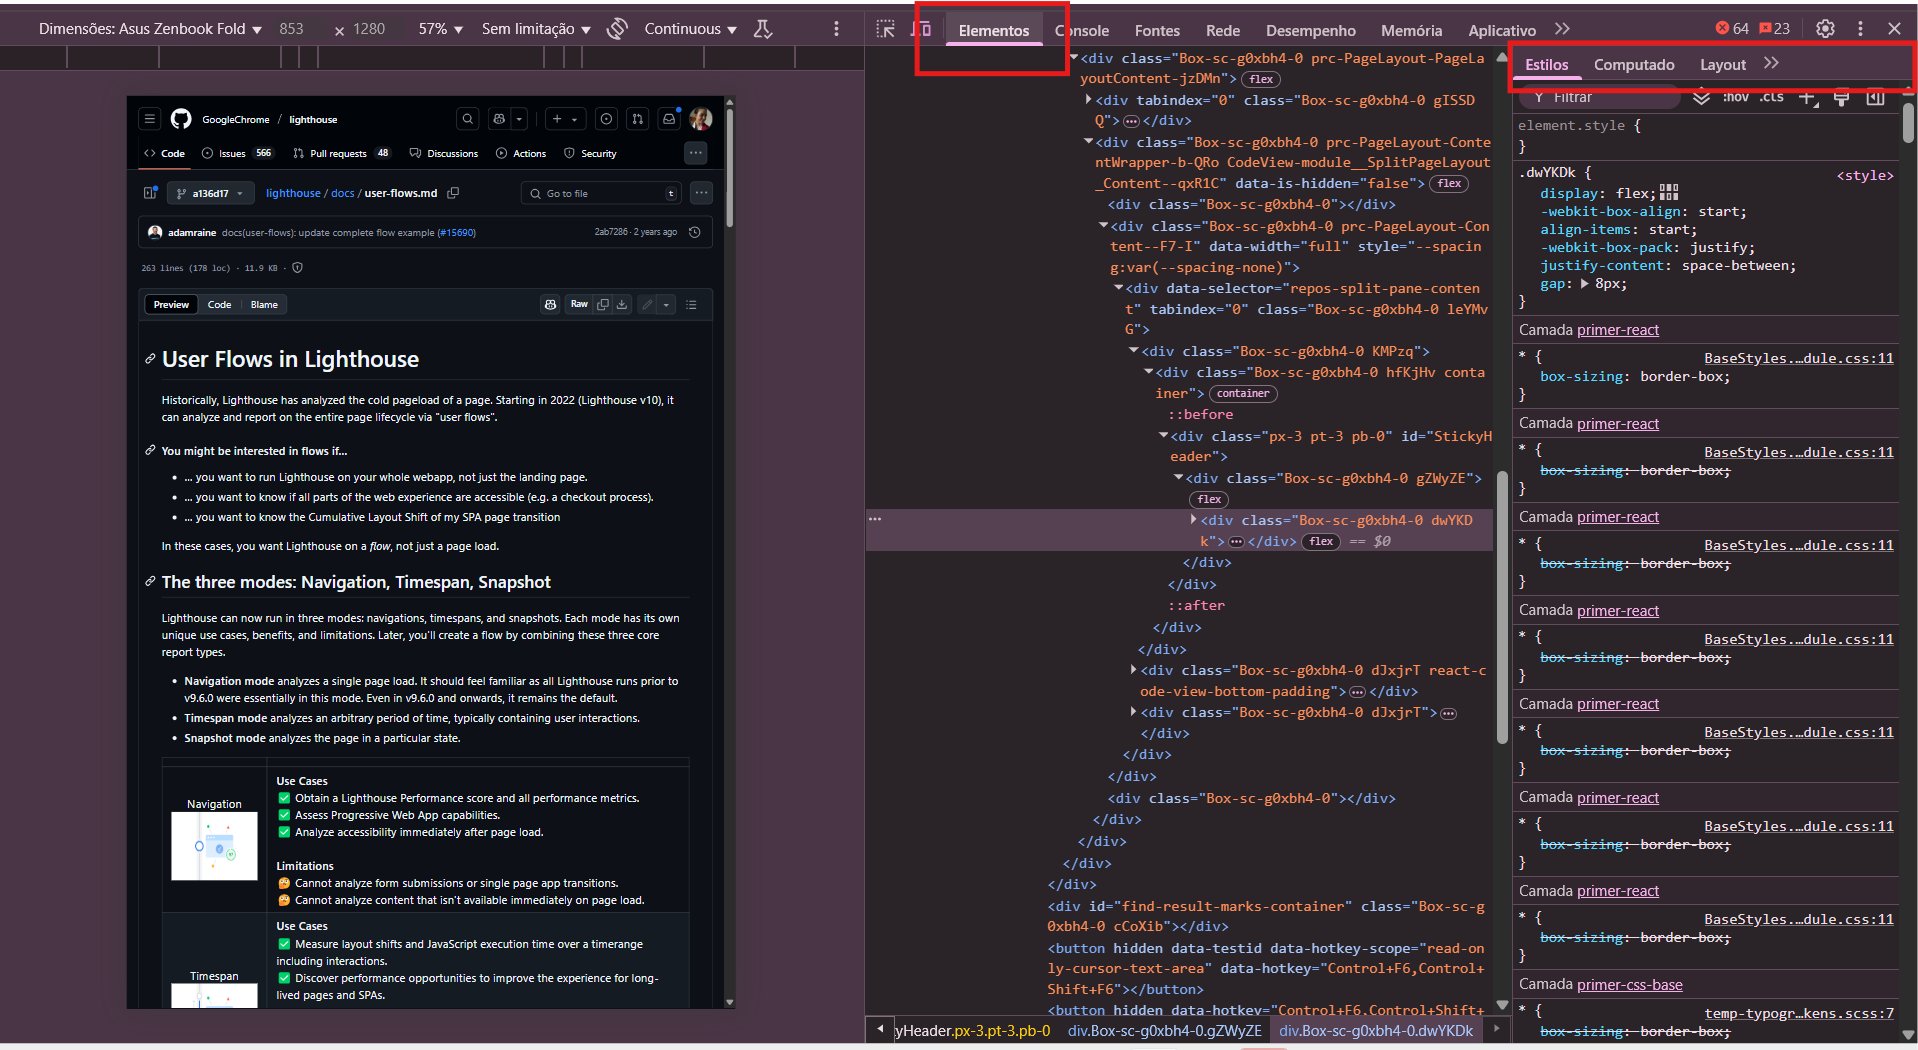 Dimensões: Asus Zenbook Fold ▼ 853 × 1280 57% ▼ Sem limitação ▼ Continuous ▼
GoogleChrome / lighthouse
Code Issues 566 Pull requests 48 Discussions Actions Security
a136d17 lighthouse / docs / user-flows.md Go to file t
adamraine docs(user-flows): update complete flow example (#15690) 2ab7286 · 2 years ago
263 lines (178 loc) · 11.9 KB ·
Preview Code Blame Raw
User Flows in Lighthouse
Historically, Lighthouse has analyzed the cold pageload of a page. Starting in 2022 (Lighthouse v10), it
can analyze and report on the entire page lifecycle via "user flows".
You might be interested in flows if...
• ... you want to run Lighthouse on your whole webapp, not just the landing page.
• ... you want to know if all parts of the web experience are accessible (e.g. a checkout process).
• ... you want to know the Cumulative Layout Shift of my SPA page transition
In these cases, you want Lighthouse on a flow, not just a page load.
The three modes: Navigation, Timespan, Snapshot
Lighthouse can now run in three modes: navigations, timespans, and snapshots. Each mode has its own
unique use cases, benefits, and limitations. Later, you'll create a flow by combining these three core
report types.
• Navigation mode analyzes a single page load. It should feel familiar as all Lighthouse runs prior to
v9.6.0 were essentially in this mode. Even in v9.6.0 and onwards, it remains the default.
• Timespan mode analyzes an arbitrary period of time, typically containing user interactions.
• Snapshot mode analyzes the page in a particular state.
Navigation
Use Cases
✅ Obtain a Lighthouse Performance score and all performance metrics.
✅ Assess Progressive Web App capabilities.
✅ Analyze accessibility immediately after page load.
Limitations
🤔 Cannot analyze form submissions or single page app transitions.
🤔 Cannot analyze content that isn't available immediately on page load.
Timespan
Use Cases
✅ Measure layout shifts and JavaScript execution time over a timerange
including interactions.
✅ Discover performance opportunities to improve the experience for long-
lived pages and SPAs.
Elementos Console Fontes Rede Desempenho Memória Aplicativo 64 23
<div class="Box-sc-g0xbh4-0 prc-PageLayout-PageLa
youtContent-jzDMn"> flex
<div tabindex="0" class="Box-sc-g0xbh4-0 gISSD
Q">⋯</div>
<div class="Box-sc-g0xbh4-0 prc-PageLayout-Conte
ntWrapper-b-QRo CodeView-module__SplitPageLayout
_Content--qxR1C" data-is-hidden="false"> flex
<div class="Box-sc-g0xbh4-0"></div>
<div class="Box-sc-g0xbh4-0 prc-PageLayout-Con
tent--F7-I" data-width="full" style="--spacin
g:var(--spacing-none)">
<div data-selector="repos-split-pane-conten
t" tabindex="0" class="Box-sc-g0xbh4-0 leYMv
G">
<div class="Box-sc-g0xbh4-0 KMPzq">
<div class="Box-sc-g0xbh4-0 hfKjHv conta
iner"> container
::before
<div class="px-3 pt-3 pb-0" id="StickyH
eader">
<div class="Box-sc-g0xbh4-0 gZWyZE">
flex
<div class="Box-sc-g0xbh4-0 dwYKD
k">⋯</div> flex == $0
</div>
</div>
::after
</div>
</div>
<div class="Box-sc-g0xbh4-0 dJxjrT react-c
ode-view-bottom-padding">⋯</div>
<div class="Box-sc-g0xbh4-0 dJxjrT">⋯
</div>
</div>
</div>
<div class="Box-sc-g0xbh4-0"></div>
</div>
</div>
</div>
</div>
<div id="find-result-marks-container" class="Box-sc-g
0xbh4-0 cCoXib"></div>
<button hidden data-testid data-hotkey-scope="read-on
ly-cursor-text-area" data-hotkey="Control+F6,Control+
Shift+F6"></button>
<button hidden data-hotkey="Control+F6,Control+Shift+
yHeader.px-3.pt-3.pb-0 div.Box-sc-g0xbh4-0.gZWyZE div.Box-sc-g0xbh4-0.dwYKDk
Estilos Computado Layout
Filtrar :hov .cls
element.style {
}
.dwYKDk { <style>
display: flex;
-webkit-box-align: start;
align-items: start;
-webkit-box-pack: justify;
justify-content: space-between;
gap: ▶ 8px;
}
Camada primer-react
* { BaseStyles.…dule.css:11
box-sizing: border-box;
}
Camada primer-react
* { BaseStyles.…dule.css:11
box-sizing: border-box;
}
Camada primer-react
* { BaseStyles.…dule.css:11
box-sizing: border-box;
}
Camada primer-react
* { BaseStyles.…dule.css:11
box-sizing: border-box;
}
Camada primer-react
* { BaseStyles.…dule.css:11
box-sizing: border-box;
}
Camada primer-react
* { BaseStyles.…dule.css:11
box-sizing: border-box;
}
Camada primer-react
* { BaseStyles.…dule.css:11
box-sizing: border-box;
}
Camada primer-css-base
* { temp-typogr…kens.scss:7
box-sizing: border-box;